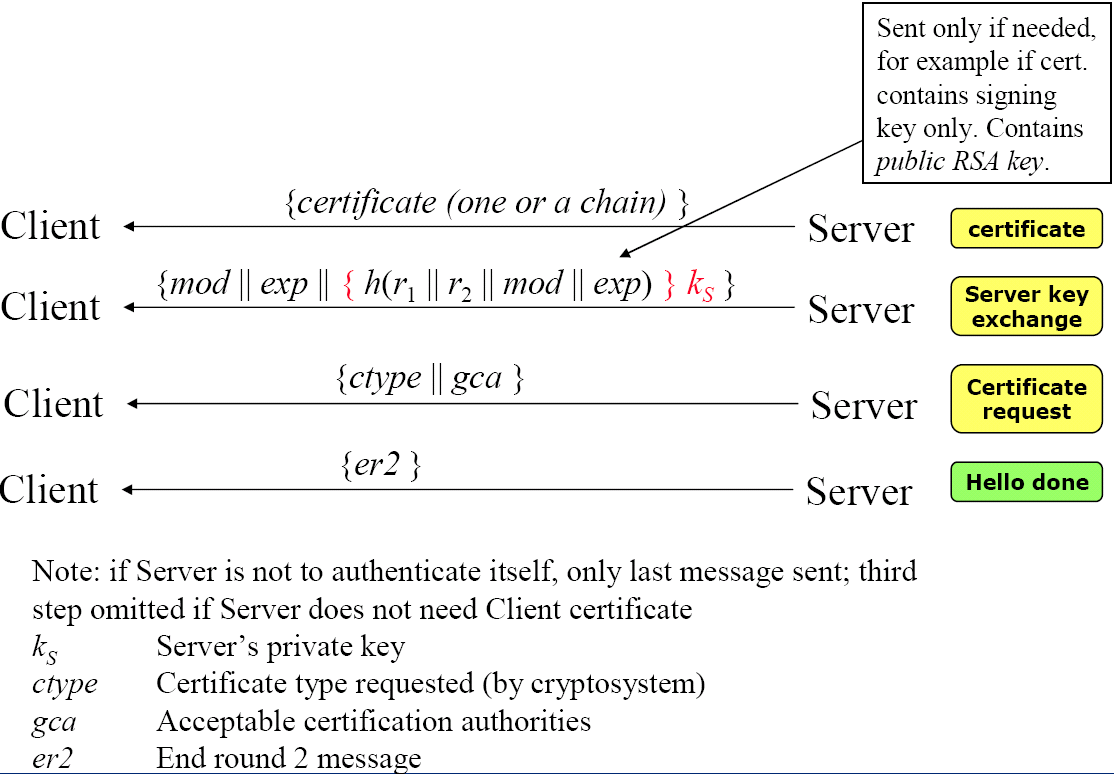 Sent only if needed,
for example if cert.
contains signing
key only. Contains
public RSA key.
{certificate (one or a chain) }
Client
Server
certificate
{mod || exp || { h(r1 || r2 || mod || exp) } kS }
Client
Server
Server key
exchange
{ctype || gca }
Client
Server
Certificate
request
{er2 }
Client
Server
Hello done
Note: if Server is not to authenticate itself, only last message sent; third
step omitted if Server does not need Client certificate
kS Server’s private key
ctype Certificate type requested (by cryptosystem)
gca Acceptable certification authorities
er2 End round 2 message